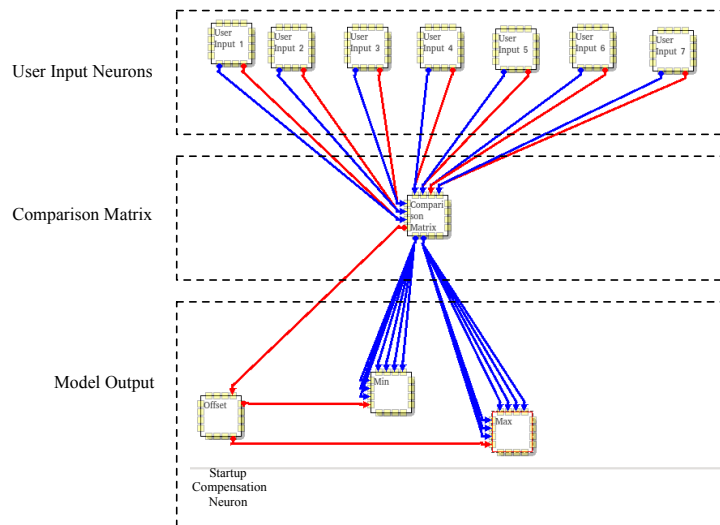 User Input Neurons
User
Input 1
User
Input 2
User
Input 3
User
Input 4
User
Input 5
User
Input 6
User
Input 7
Comparison Matrix
Compari
son
Matrix
Model Output
Min
Offset
Max
Startup
Compensation
Neuron